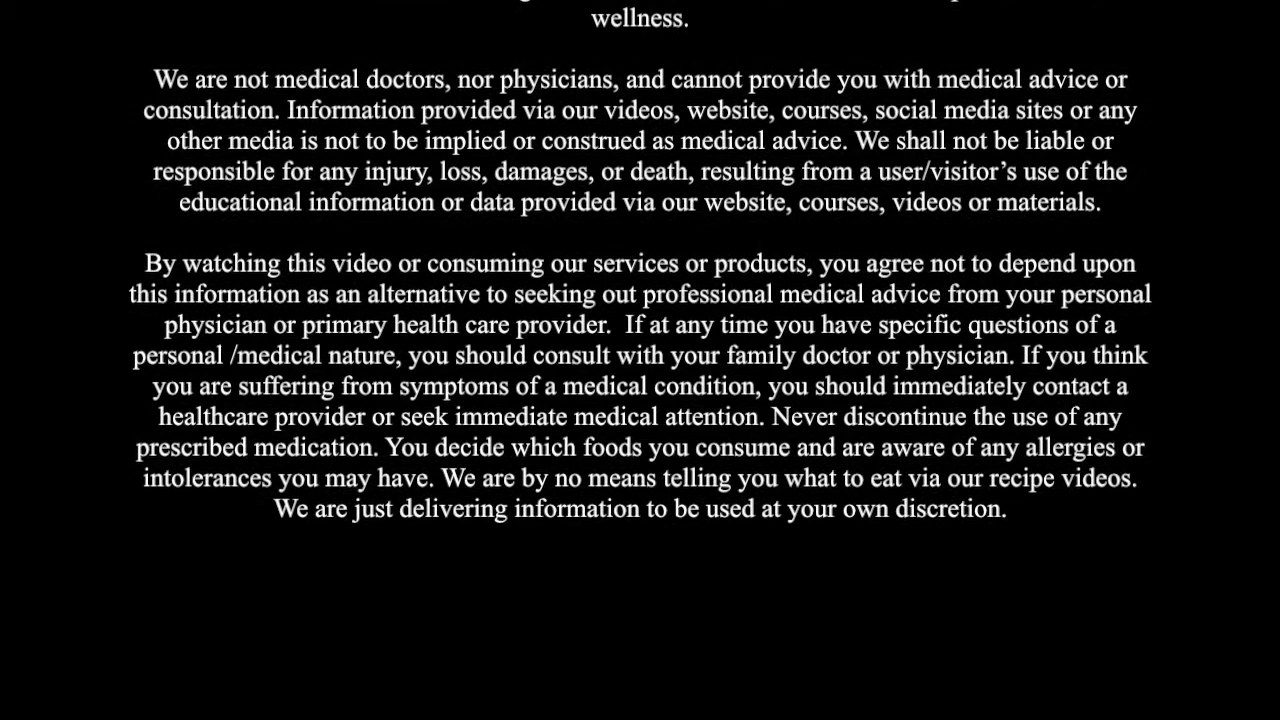 wellness.
We are not medical doctors, nor physicians, and cannot provide you with medical advice or
consultation. Information provided via our videos, website, courses, social media sites or any
other media is not to be implied or construed as medical advice. We shall not be liable or
responsible for any injury, loss, damages, or death, resulting from a user/visitor’s use of the
educational information or data provided via our website, courses, videos or materials.
By watching this video or consuming our services or products, you agree not to depend upon
this information as an alternative to seeking out professional medical advice from your personal
physician or primary health care provider.  If at any time you have specific questions of a
personal /medical nature, you should consult with your family doctor or physician. If you think
you are suffering from symptoms of a medical condition, you should immediately contact a
healthcare provider or seek immediate medical attention. Never discontinue the use of any
prescribed medication. You decide which foods you consume and are aware of any allergies or
intolerances you may have. We are by no means telling you what to eat via our recipe videos.
We are just delivering information to be used at your own discretion.